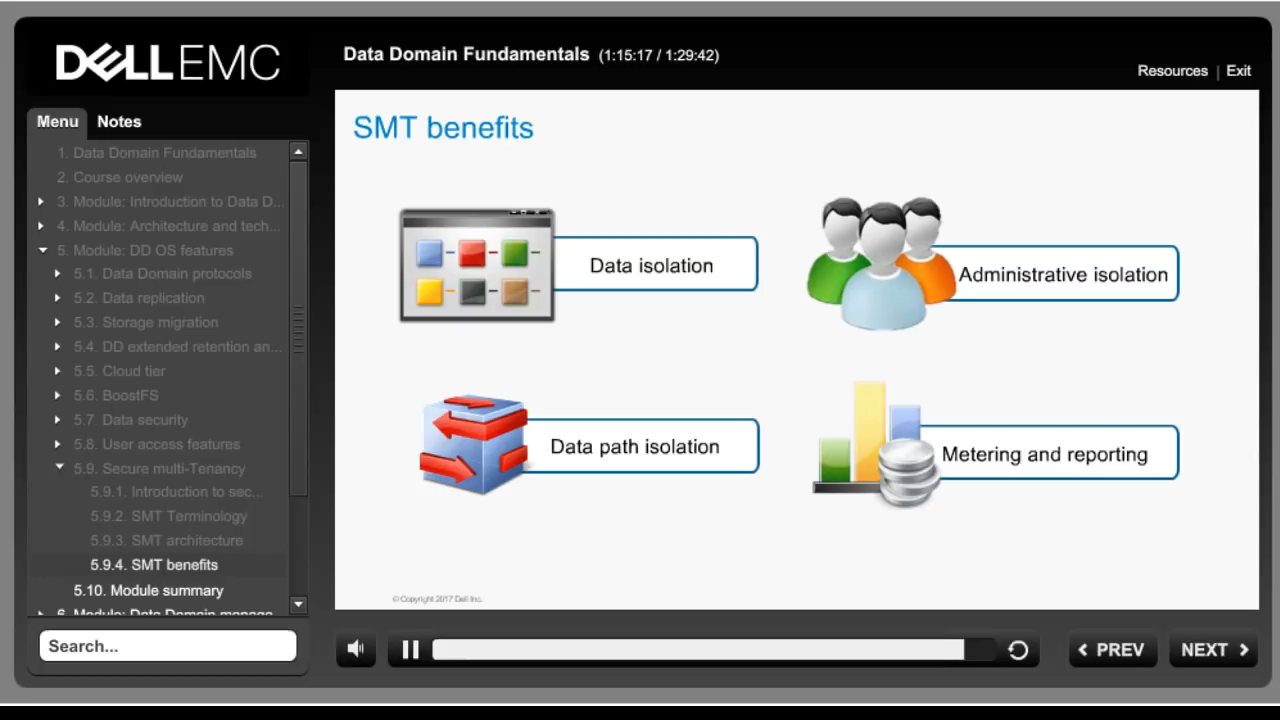 DELLEMC
Data Domain Fundamentals (1:15:17 / 1:29:42)
Resources | Exit
Menu Notes
1. Data Domain Fundamentals
2. Course overview
3. Module: Introduction to Data D...
4. Module: Architecture and tech...
5. Module: DD OS features
5.1. Data Domain protocols
5.2. Data replication
5.3. Storage migration
5.4. DD extended retention an...
5.5. Cloud tier
5.6. BoostFS
5.7. Data security
5.8. User access features
5.9. Secure multi-Tenancy
5.9.1. Introduction to sec...
5.9.2. SMT Terminology
5.9.3. SMT architecture
5.9.4. SMT benefits
5.10. Module summary
6. Module: Data Domain manage...
Search...
SMT benefits
Data isolation
Administrative isolation
Data path isolation
Metering and reporting
© Copyright 2017 Dell Inc.
PREV
NEXT